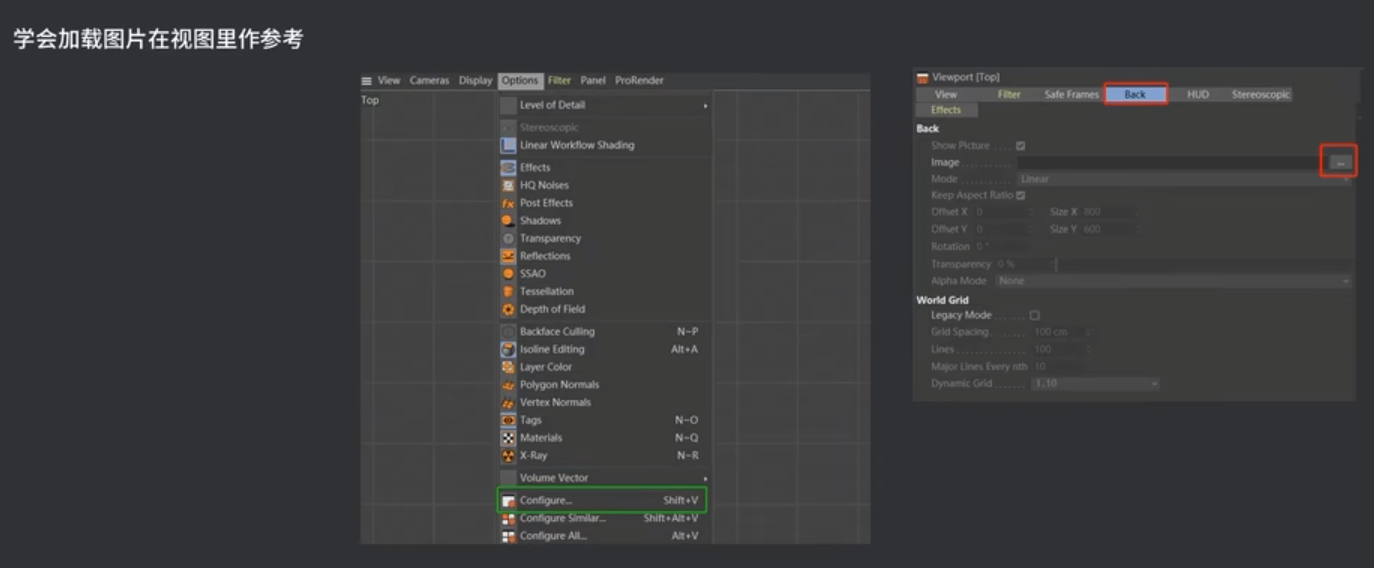 学会加载图片在视图里作参考
View Cameras Display Options Filter Panel ProRender
Top
Level of Detail
Stereoscopic
Linear Workflow Shading
Effects
HQ Noises
Post Effects
Shadows
Transparency
Reflections
SSAO
Tessellation
Depth of Field
Backface Culling N~P
Isoline Editing Alt+A
Layer Color
Polygon Normals
Vertex Normals
Tags N~O
Materials N~Q
X-Ray N~R
Volume Vector
Configure... Shift+V
Configure Similar... Shift+Alt+V
Configure All... Alt+V
Viewport [Top]
View Filter Safe Frames Back HUD Stereoscopic
Effects
Back
Show Picture . . . .
Image . . . . . . . . . . ...
Mode . . . . . . . . . . Linear
Keep Aspect Ratio
Offset X 0 Size X 800
Offset Y 0 Size Y 600
Rotation 0 °
Transparency 0 %
Alpha Mode None
World Grid
Legacy Mode . . . . . .
Grid Spacing . . . . . . 100 cm
Lines . . . . . . . . . . . . 100
Major Lines Every nth 10
Dynamic Grid . . . . . . 1,10